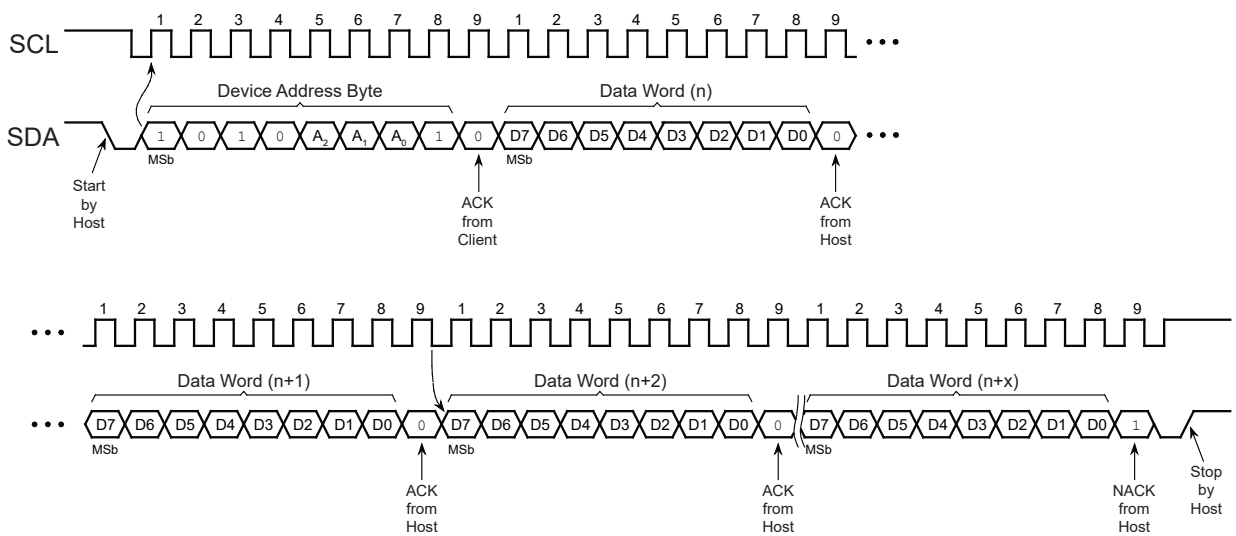 1 2 3 4 5 6 7 8 9 1 2 3 4 5 6 7 8 9
SCL
Device Address Byte Data Word (n)
SDA 1 0 1 0 A2 A1 A0 1 0 D7 D6 D5 D4 D3 D2 D1 D0 0
MSb MSb
Start
by
Host
ACK
from
Client
ACK
from
Host
1 2 3 4 5 6 7 8 9 1 2 3 4 5 6 7 8 9 1 2 3 4 5 6 7 8 9
Data Word (n+1) Data Word (n+2) Data Word (n+x)
D7 D6 D5 D4 D3 D2 D1 D0 0 D7 D6 D5 D4 D3 D2 D1 D0 0 D7 D6 D5 D4 D3 D2 D1 D0 1
MSb MSb MSb
ACK
from
Host
ACK
from
Host
NACK
from
Host
Stop
by
Host